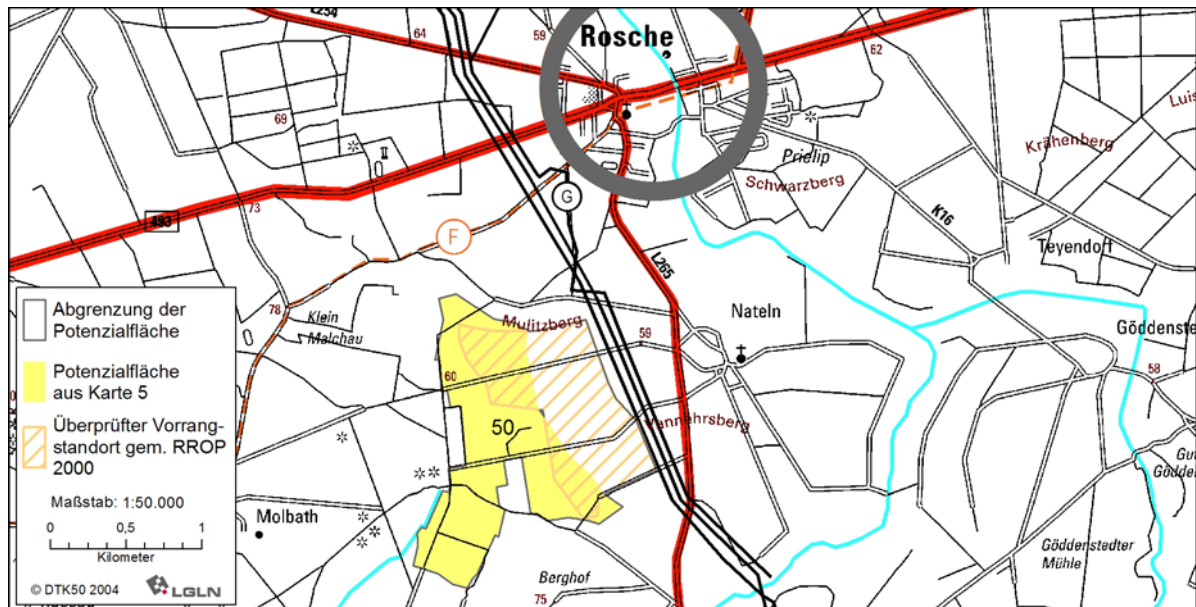 L254
64
59
Rosche
62
69
Luis
Krähenberg
Prielip
Schwarzberg
G
K16
493
73
F
L265
Teyendorf
78
Klein
Malchau
Mulitzberg
59
Nateln
Göddenste
58
60
50
Molbath
Berghof
75
Göddenstedter
Mühle
Gut
Gödden
Abgrenzung der
Potenzialfläche
Potenzialfläche
aus Karte 5
Überprüfter Vorrang-
standort gem. RROP
2000
Maßstab: 1:50.000
0 0,5 1
Kilometer
© DTK50 2004 LGLN